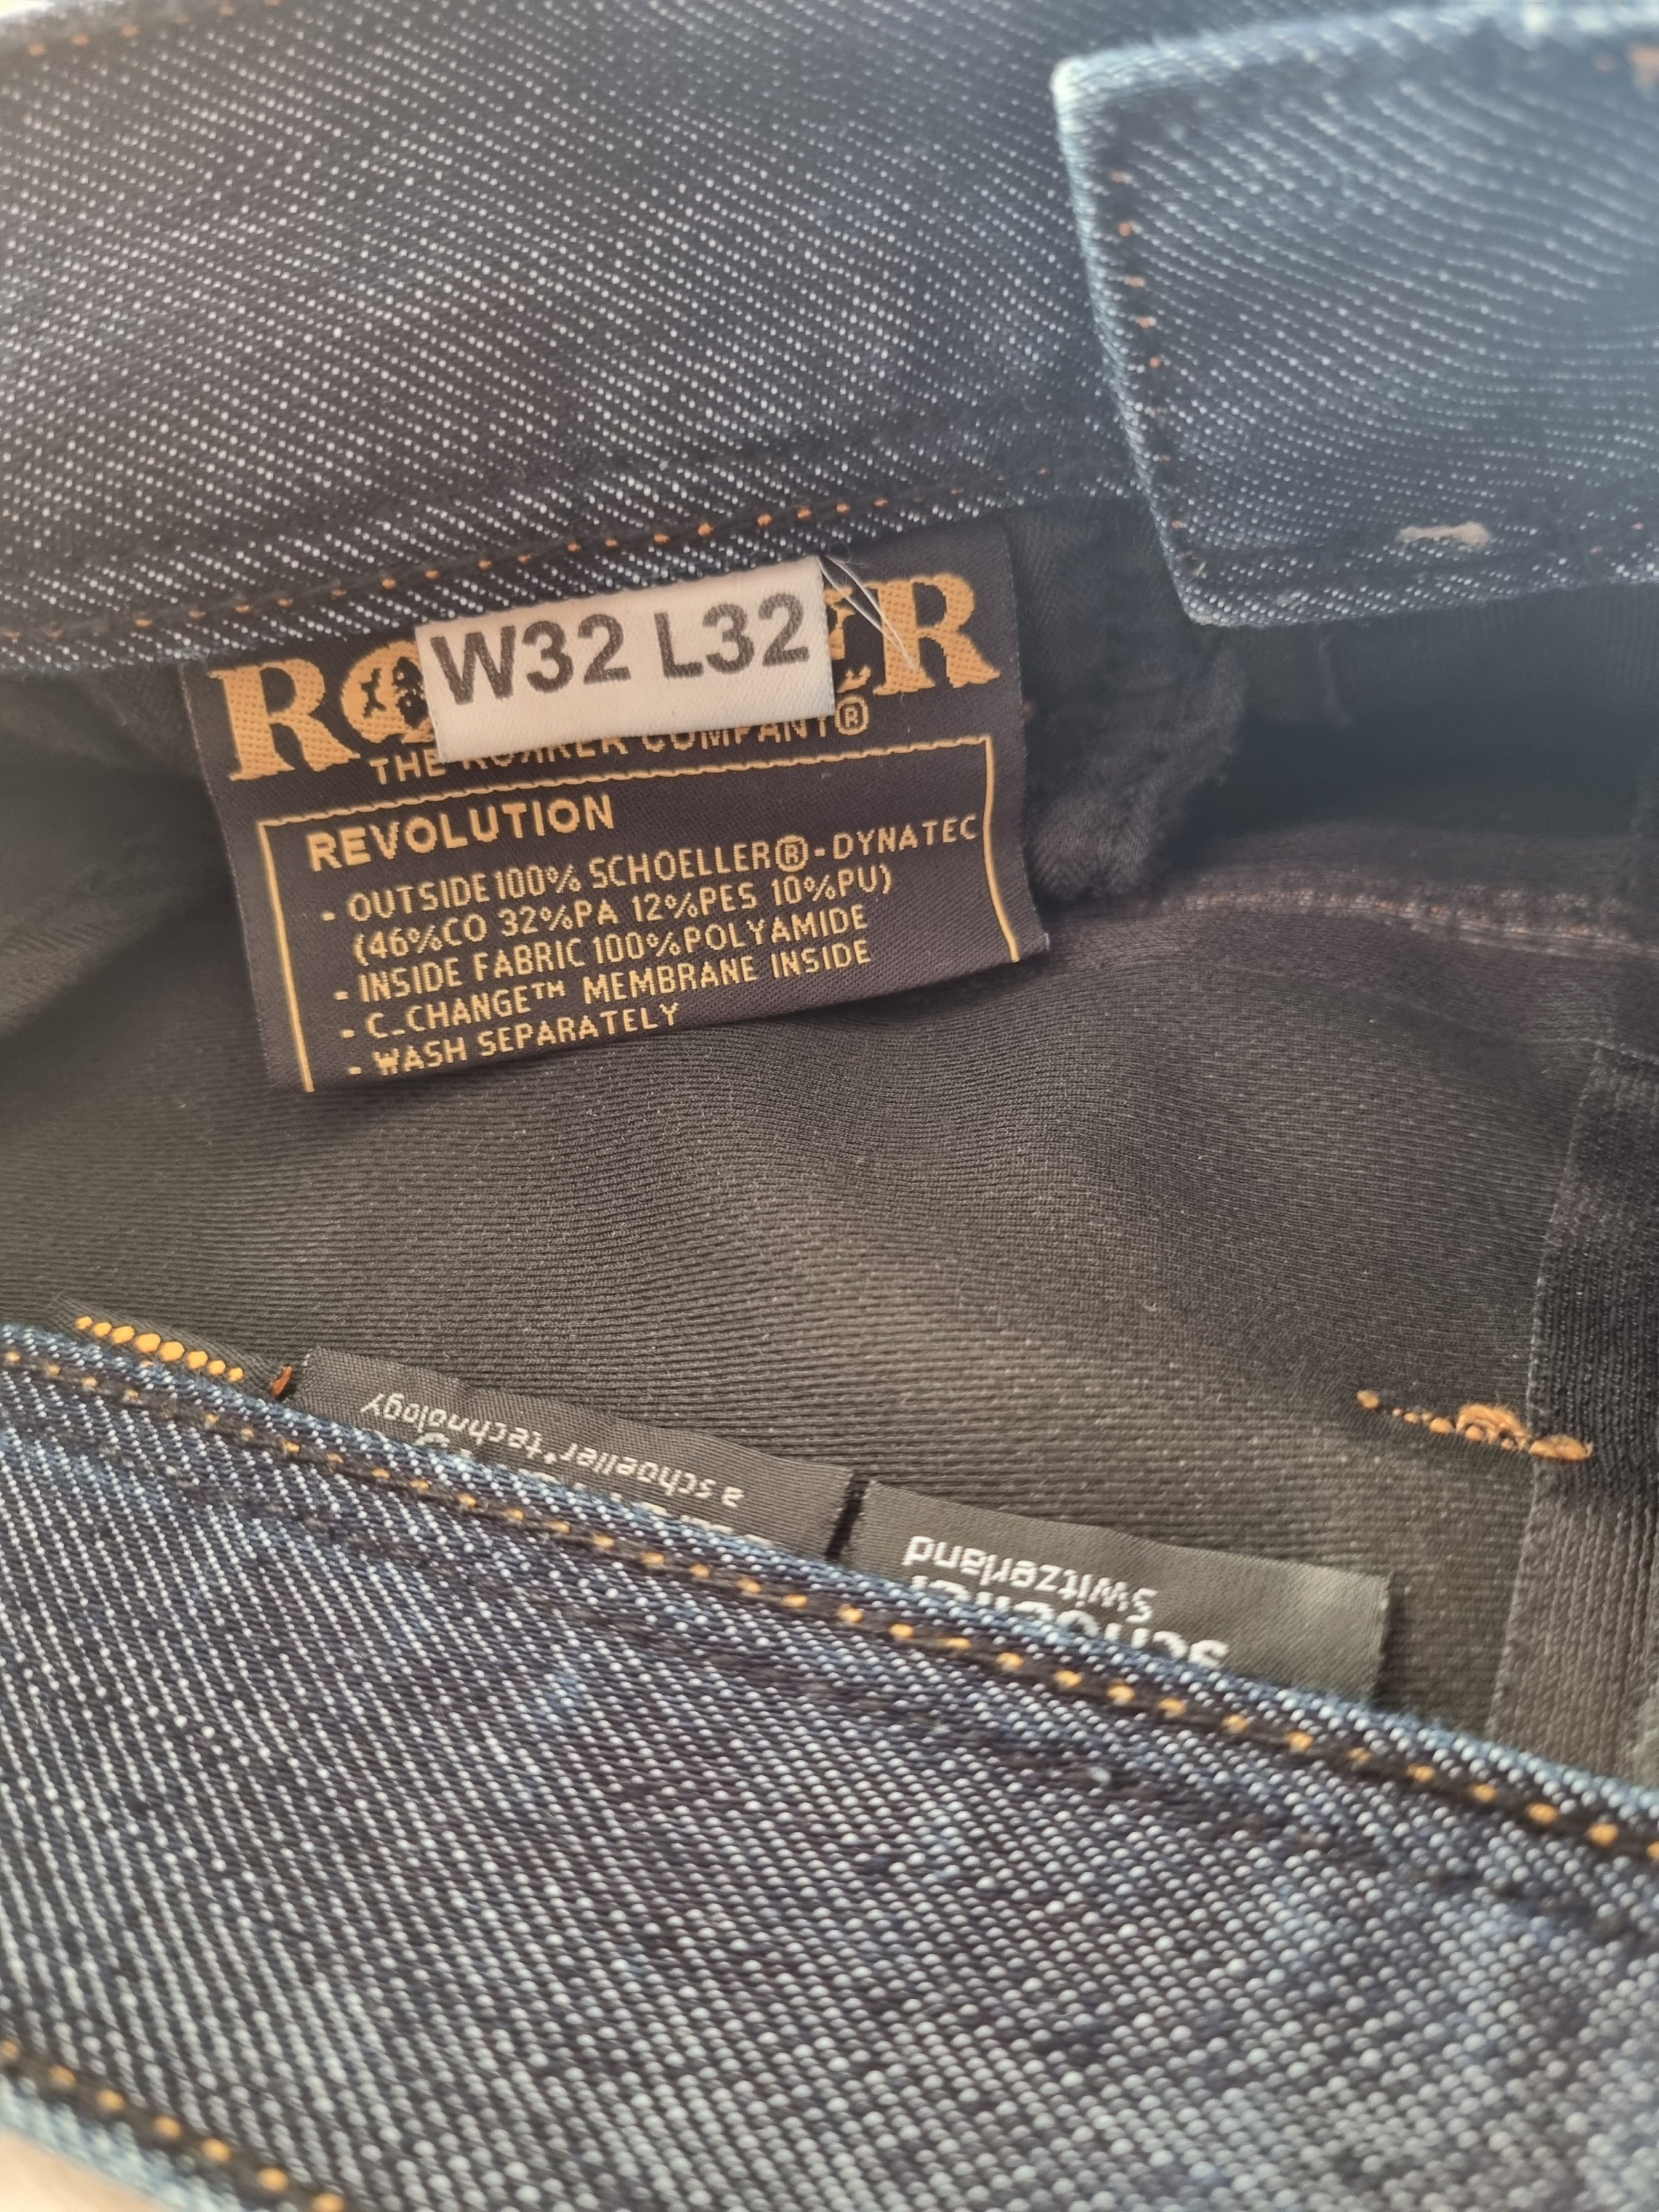 W32 L32
THE ROKKER COMPANY®
REVOLUTION
- OUTSIDE 100% SCHOELLER®-DYNATEC
(46%CO 32%PA 12%PES 10%PU)
- INSIDE FABRIC 100% POLYAMIDE
- C_CHANGE™ MEMBRANE INSIDE
- WASH SEPARATELY
a schoeller® technology
Switzerland